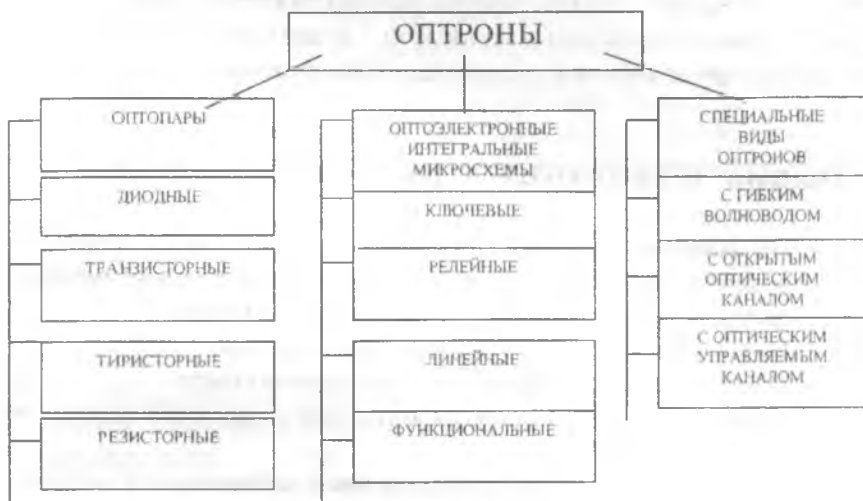 ОПТРОНЫ
ОПТОПАРЫ
ДИОДНЫЕ
ТРАНЗИСТОРНЫЕ
ТИРИСТОРНЫЕ
РЕЗИСТОРНЫЕ
ОПТОЭЛЕКТРОННЫЕ
ИНТЕГРАЛЬНЫЕ
МИКРОСХЕМЫ
КЛЮЧЕВЫЕ
РЕЛЕЙНЫЕ
ЛИНЕЙНЫЕ
ФУНКЦИОНАЛЬНЫЕ
СПЕЦИАЛЬНЫЕ
ВИДЫ
ОПТРОНОВ
С ГИБКИМ
ВОЛНОВОДОМ
С ОТКРЫТЫМ
ОПТИЧЕСКИМ
КАНАЛОМ
С ОПТИЧЕСКИМ
УПРАВЛЯЕМЫМ
КАНАЛОМ